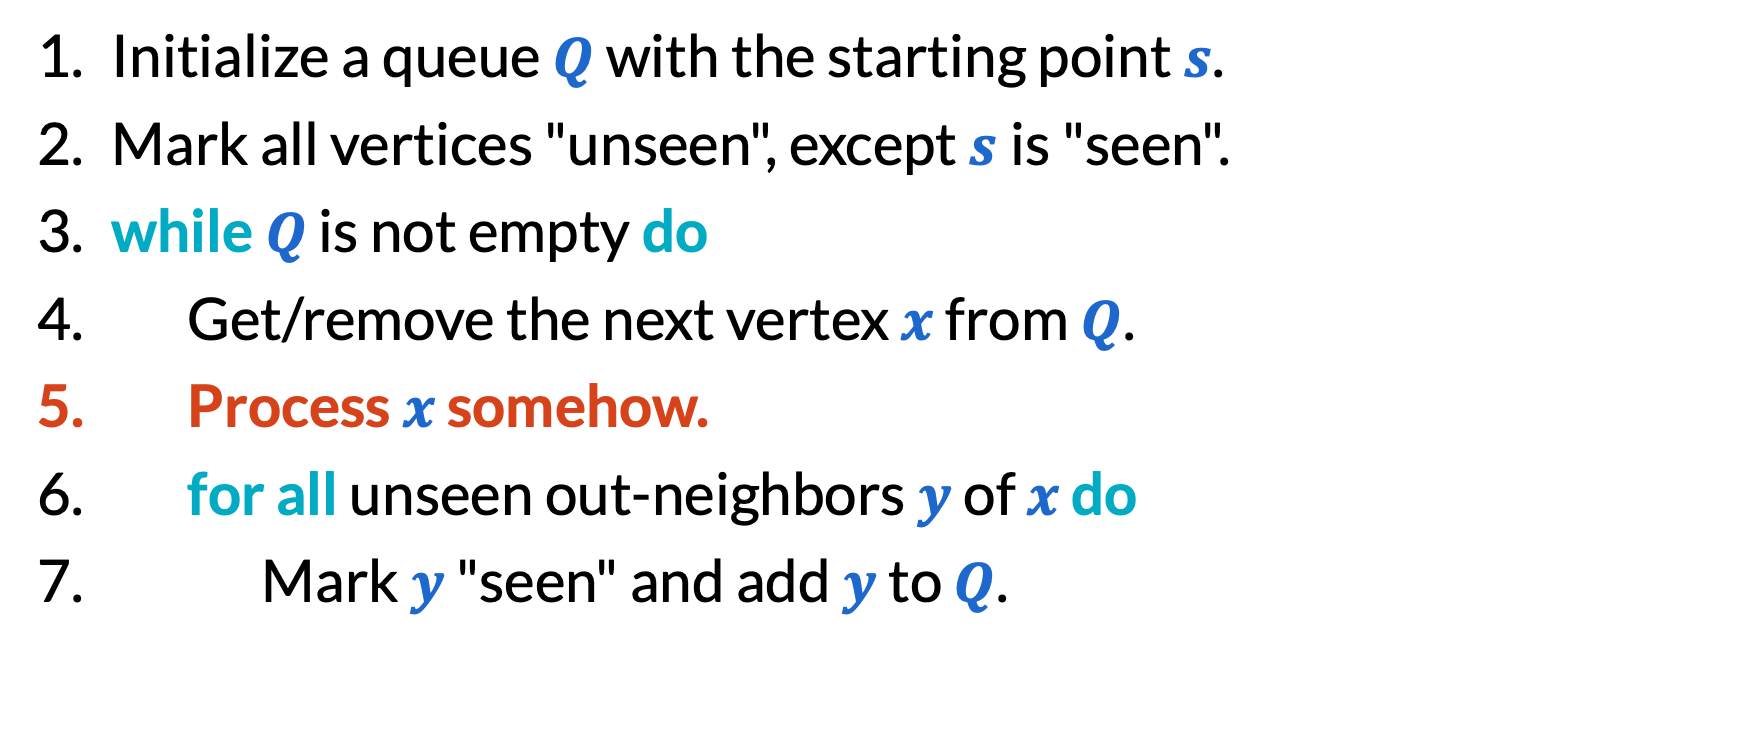 1. Initialize a queue Q with the starting point s.
2. Mark all vertices "unseen", except s is "seen".
3. while Q is not empty do
4. Get/remove the next vertex x from Q.
5. Process x somehow.
6. for all unseen out-neighbors y of x do
7. Mark y "seen" and add y to Q.